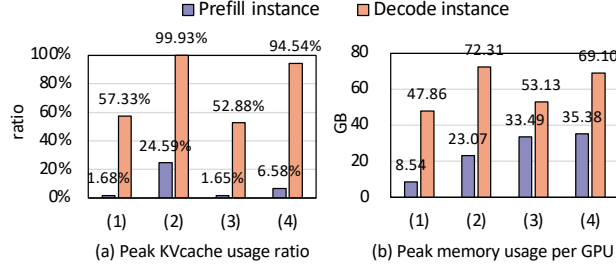 Prefill instance Decode instance
99.93% 94.54%
100%
80%
57.33% 52.88%
60%
40%
24.59%
20%
1.68% 1.65% 6.58%
0%
ratio
(1) (2) (3) (4)
(a) Peak KVcache usage ratio
80
72.31 69.10
60
47.86 53.13
40
33.49 35.38
23.07
20
8.54
0
GB
(1) (2) (3) (4)
(b) Peak memory usage per GPU